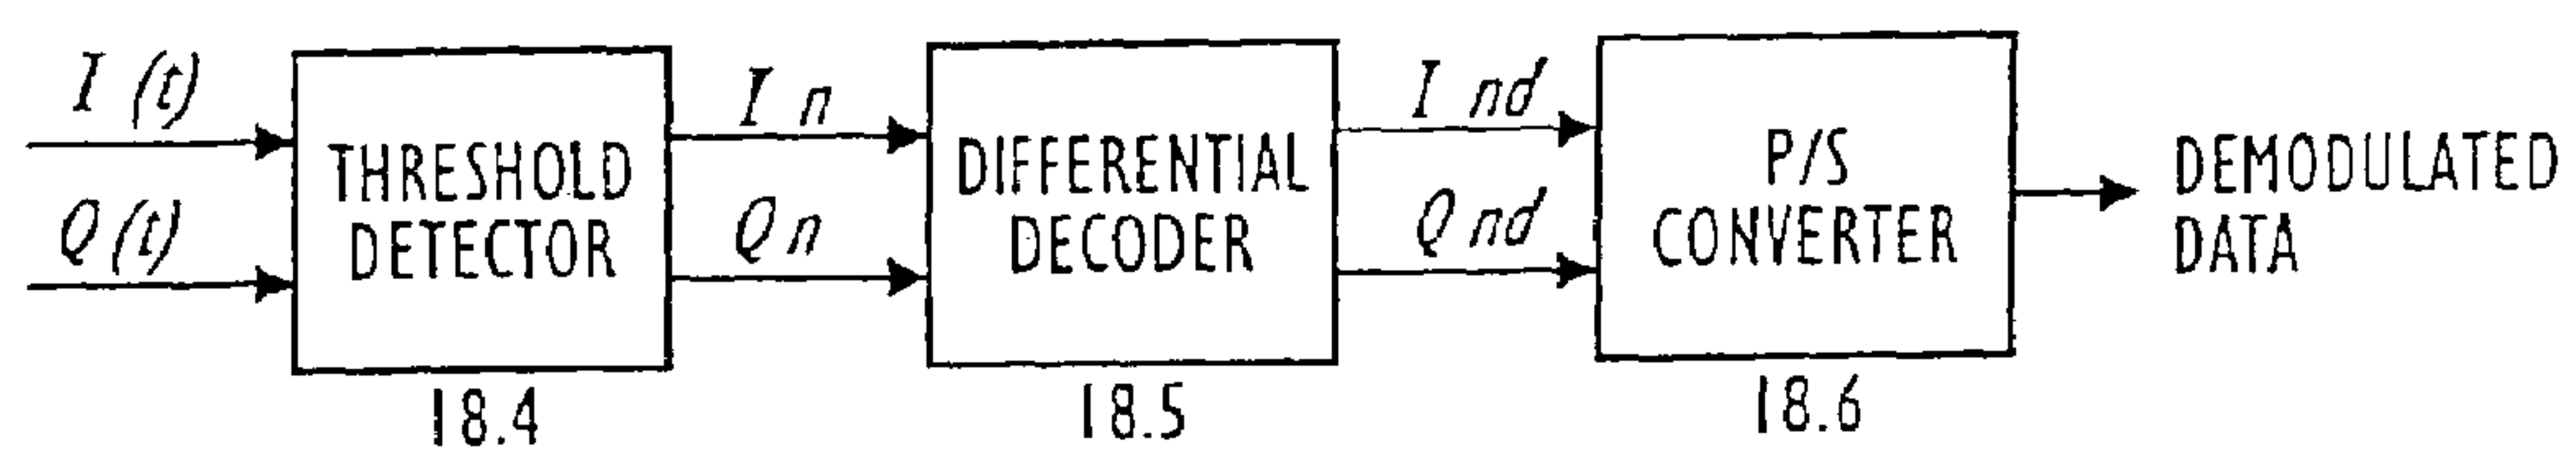 I (t)
Q (t)
THRESHOLD
DETECTOR
18.4
I n
Q n
DIFFERENTIAL
DECODER
18.5
I nd
Q nd
P/S
CONVERTER
18.6
DEMODULATED
DATA